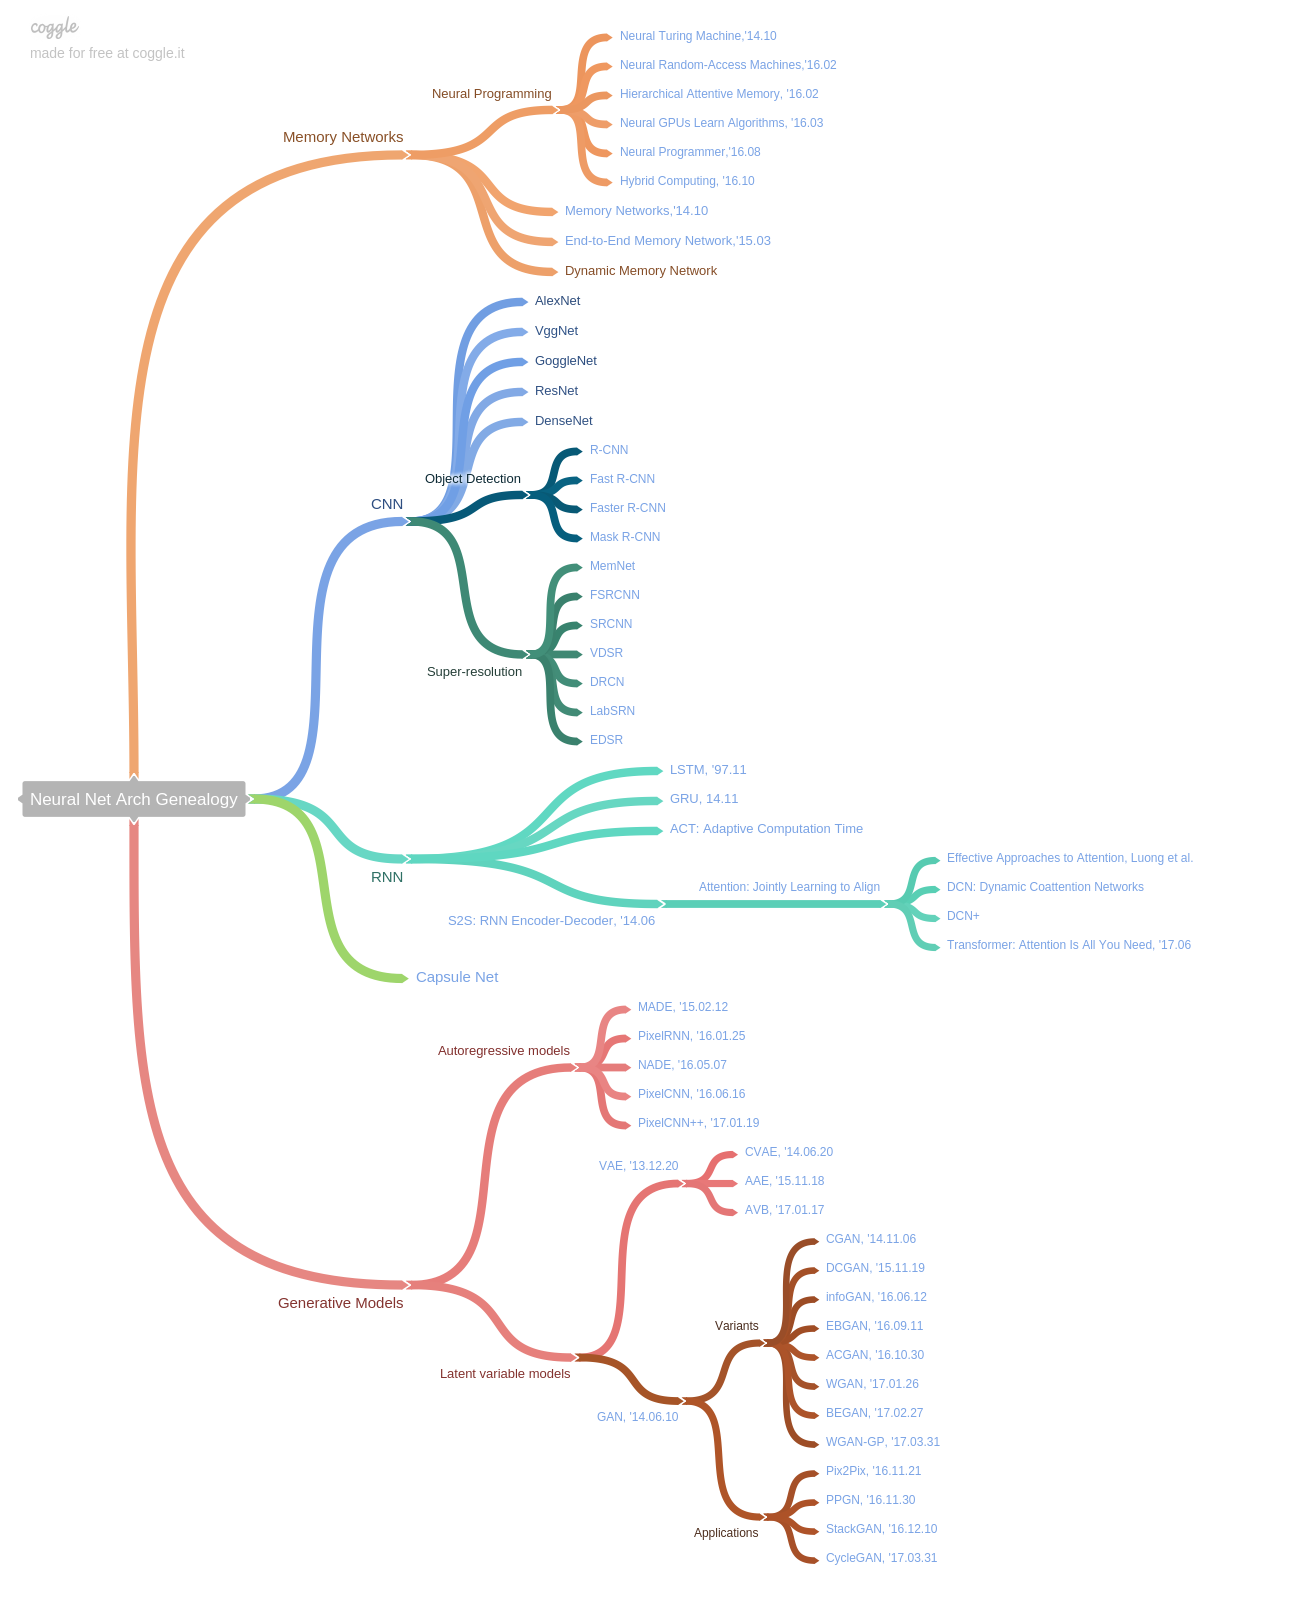 coggle
made for free at coggle.it
Neural Net Arch Genealogy
Memory Networks
Neural Programming
Neural Turing Machine,'14.10
Neural Random-Access Machines,'16.02
Hierarchical Attentive Memory, '16.02
Neural GPUs Learn Algorithms, '16.03
Neural Programmer,'16.08
Hybrid Computing, '16.10
Memory Networks,'14.10
End-to-End Memory Network,'15.03
Dynamic Memory Network
CNN
AlexNet
VggNet
GoggleNet
ResNet
DenseNet
Object Detection
R-CNN
Fast R-CNN
Faster R-CNN
Mask R-CNN
Super-resolution
MemNet
FSRCNN
SRCNN
VDSR
DRCN
LabSRN
EDSR
RNN
LSTM, '97.11
GRU, 14.11
ACT: Adaptive Computation Time
S2S: RNN Encoder-Decoder, '14.06
Attention: Jointly Learning to Align
Effective Approaches to Attention, Luong et al.
DCN: Dynamic Coattention Networks
DCN+
Transformer: Attention Is All You Need, '17.06
Capsule Net
Generative Models
Autoregressive models
MADE, '15.02.12
PixelRNN, '16.01.25
NADE, '16.05.07
PixelCNN, '16.06.16
PixelCNN++, '17.01.19
Latent variable models
VAE, '13.12.20
CVAE, '14.06.20
AAE, '15.11.18
AVB, '17.01.17
GAN, '14.06.10
Variants
CGAN, '14.11.06
DCGAN, '15.11.19
infoGAN, '16.06.12
EBGAN, '16.09.11
ACGAN, '16.10.30
WGAN, '17.01.26
BEGAN, '17.02.27
WGAN-GP, '17.03.31
Applications
Pix2Pix, '16.11.21
PPGN, '16.11.30
StackGAN, '16.12.10
CycleGAN, '17.03.31